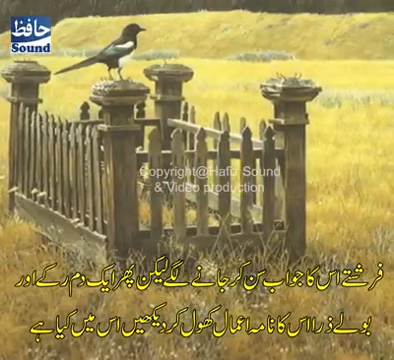 حافظ
Sound
Copyright@Hafiz Sound
& Video production
فرشتے اس کا جواب سن کر جانے لگے لیکن پھر ایک دم رکے اور
بولے ذرا اس کا نامہ اعمال کھول کر دیکھیں اس میں کیا ہے